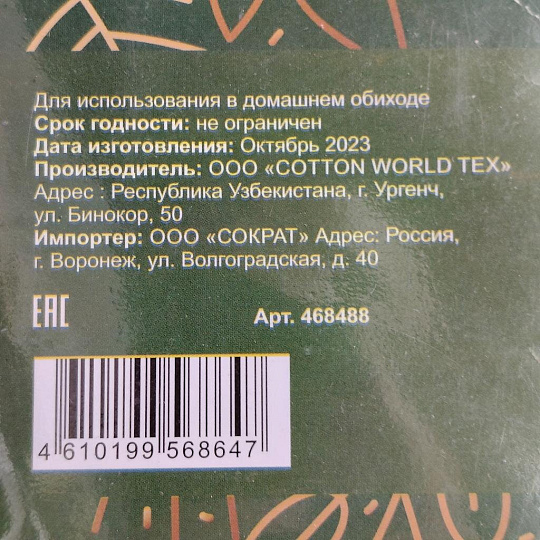 Для использования в домашнем обиходе
Срок годности: не ограничен
Дата изготовления: Октябрь 2023
Производитель: ООО «COTTON WORLD TEX»
Адрес : Республика Узбекистана, г. Ургенч,
ул. Бинокор, 50
Импортер: ООО «СОКРАТ» Адрес: Россия,
г. Воронеж, ул. Волгоградская, д. 40
EAC
Арт. 468488
4 610199 568647